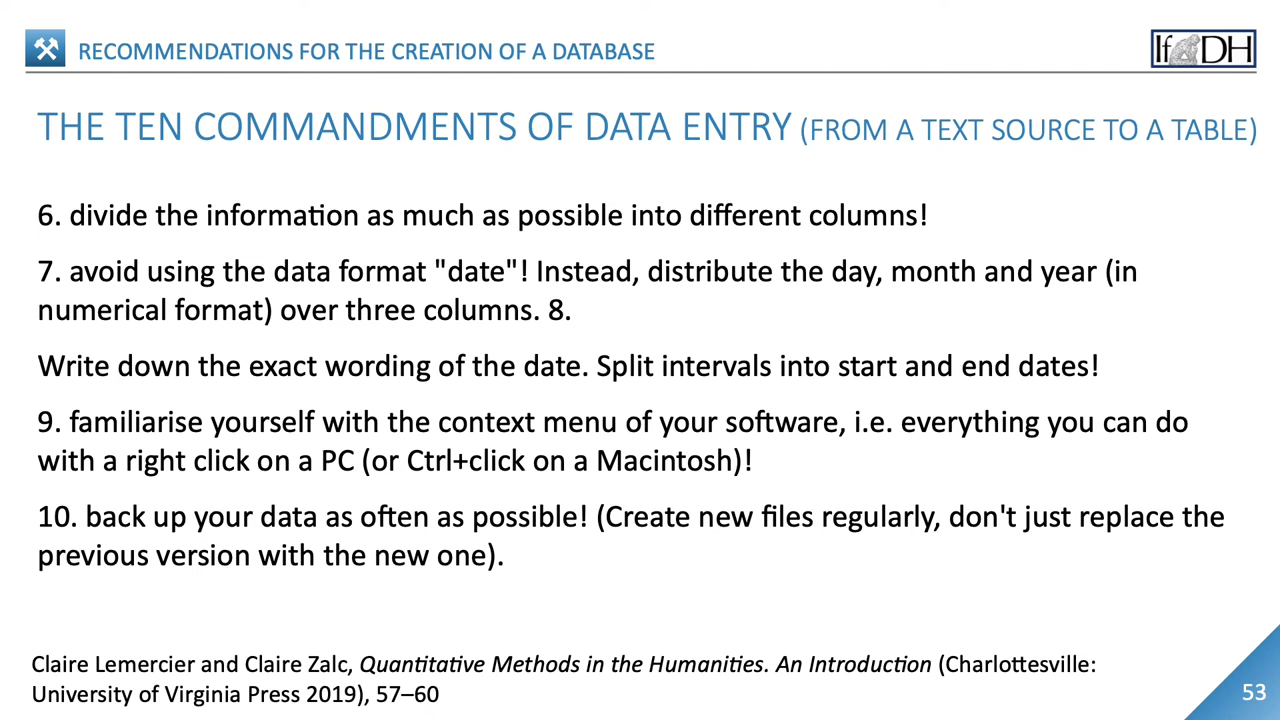 RECOMMENDATIONS FOR THE CREATION OF A DATABASE
IfDH
THE TEN COMMANDMENTS OF DATA ENTRY (FROM A TEXT SOURCE TO A TABLE)
6. divide the information as much as possible into different columns!
7. avoid using the data format "date"! Instead, distribute the day, month and year (in
numerical format) over three columns. 8.
Write down the exact wording of the date. Split intervals into start and end dates!
9. familiarise yourself with the context menu of your software, i.e. everything you can do
with a right click on a PC (or Ctrl+click on a Macintosh)!
10. back up your data as often as possible! (Create new files regularly, don't just replace the
previous version with the new one).
Claire Lemercier and Claire Zalc, Quantitative Methods in the Humanities. An Introduction (Charlottesville:
University of Virginia Press 2019), 57–60
53